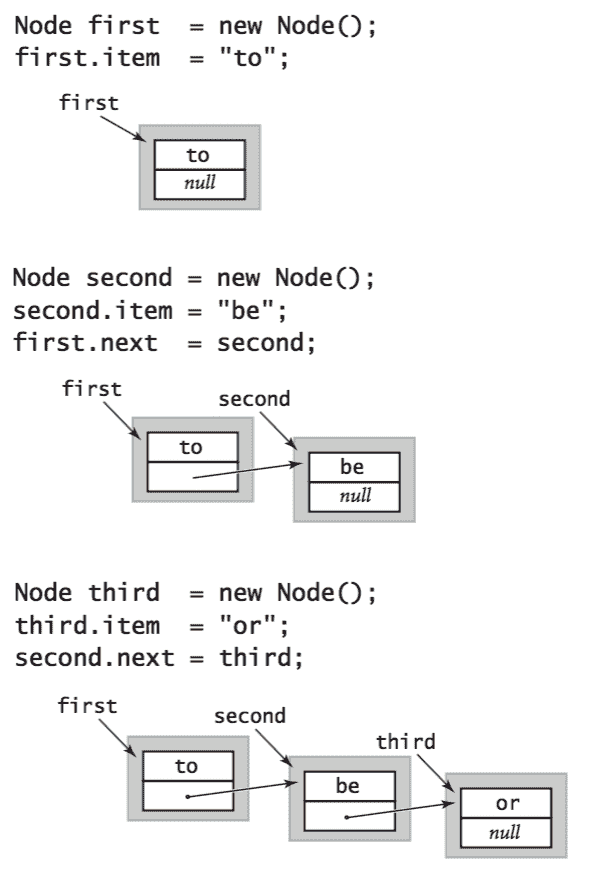 Node first  = new Node();
first.item  = "to";
first
to
null
Node second = new Node();
second.item = "be";
first.next  = second;
first
second
to
be
null
Node third  = new Node();
third.item  = "or";
second.next = third;
first
second
third
to
be
or
null